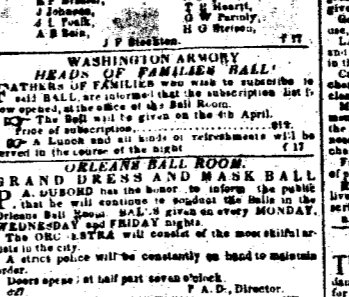 J Johnson,
T E Hearit,
A L Poalk,
G W Parmly,
A B Bain,
H G Stetson,
J P Stockton. f 17
WASHINGTON ARMORY
HEADS OF FAMILIES BALL!
FATHERS OF FAMILIES who wish to subscribe to
said BALL, are informed that the subscription list is
now opened, at the office of the Ball Room.
The Ball will be given on the 4th April.
Price of subscription
A Lunch and all kinds of refreshments will be
served in the course of the night f 17
ORLEANS BALL ROOM.
GRAND DRESS AND MASK BALL
P A. DUBORD has the honor to inform the public
that he will continue to conduct the Balls in the
Orleans Ball Room. BALLS given on every MONDAY,
WEDNESDAY and FRIDAY nights.
The ORCHESTRA will consist of the most skilful ar-
tists in the city.
A strict police will be constantly on hand to maintain
order.
Doors opens at half past seven o'clock.
P A. D., Director.